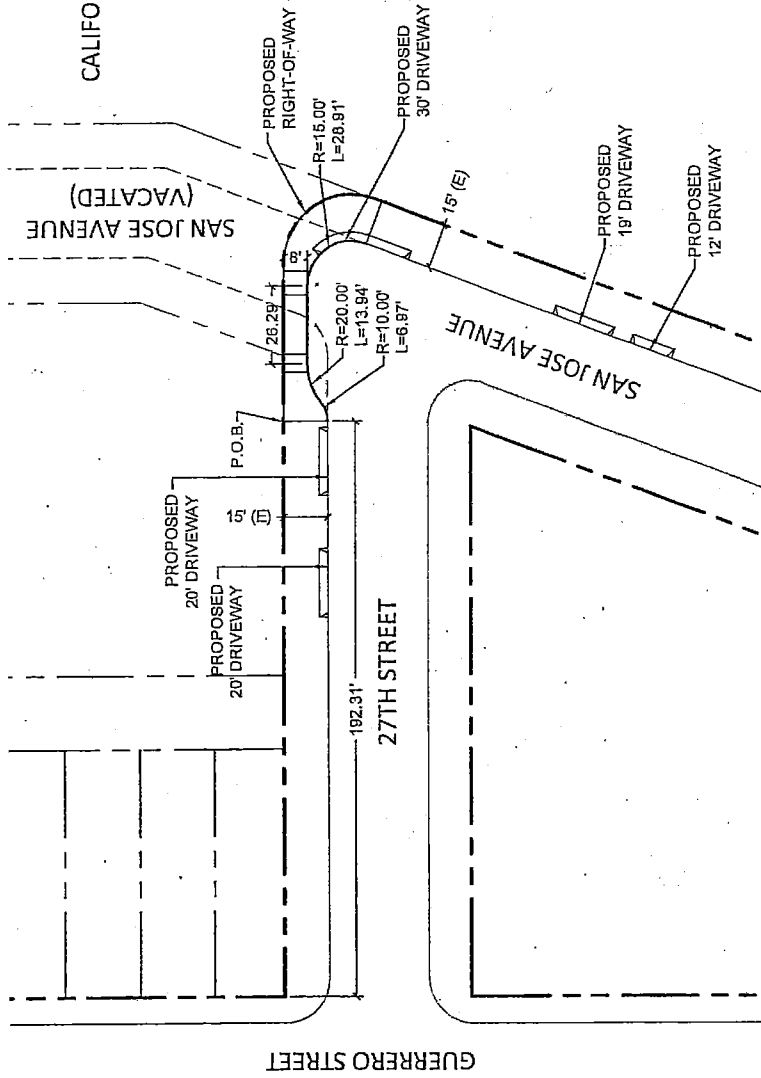 CALIFO
SAN JOSE AVENUE
(VACATED)
PROPOSED
RIGHT-OF-WAY
R=15.00'
L=28.91'
PROPOSED
30' DRIVEWAY
8'
26.29'
R=20.00'
L=13.94'
R=10.00'
L=6.97'
15' (E)
PROPOSED
19' DRIVEWAY
PROPOSED
12' DRIVEWAY
SAN JOSE AVENUE
P.O.B.
PROPOSED
20' DRIVEWAY
15' (E)
PROPOSED
20' DRIVEWAY
192.31'
27TH STREET
GUERRERO STREET